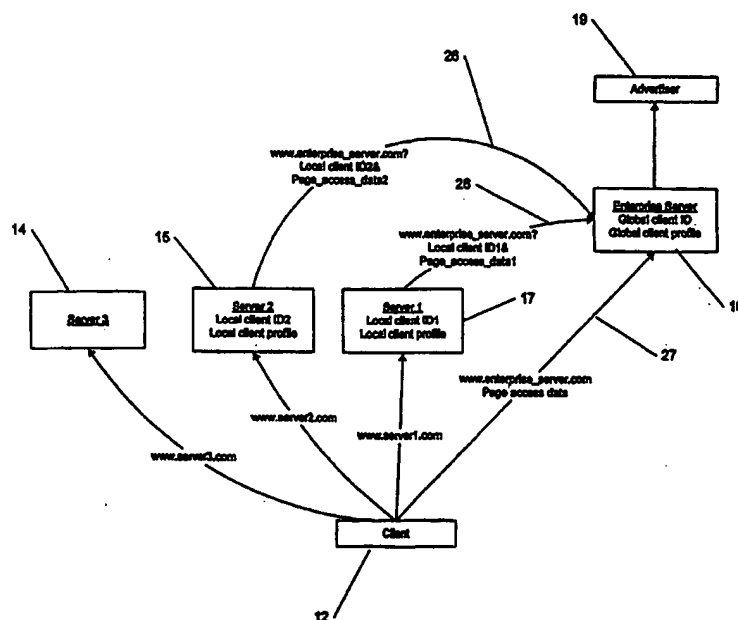 19
26
Advertiser
www.enterprise_server.com?
Local client ID2&
Page_access_data2
28
14
15
www.enterprise_server.com?
Local client ID1&
Page_access_data1
Enterprise Server
Global client ID
Global client profile
Server 3
Server 2
Local client ID2
Local client profile
Server 1
Local client ID1
Local client profile
17
27
www.enterprise_server.com
Page access data
www.server2.com
www.server1.com
www.server3.com
Client
12